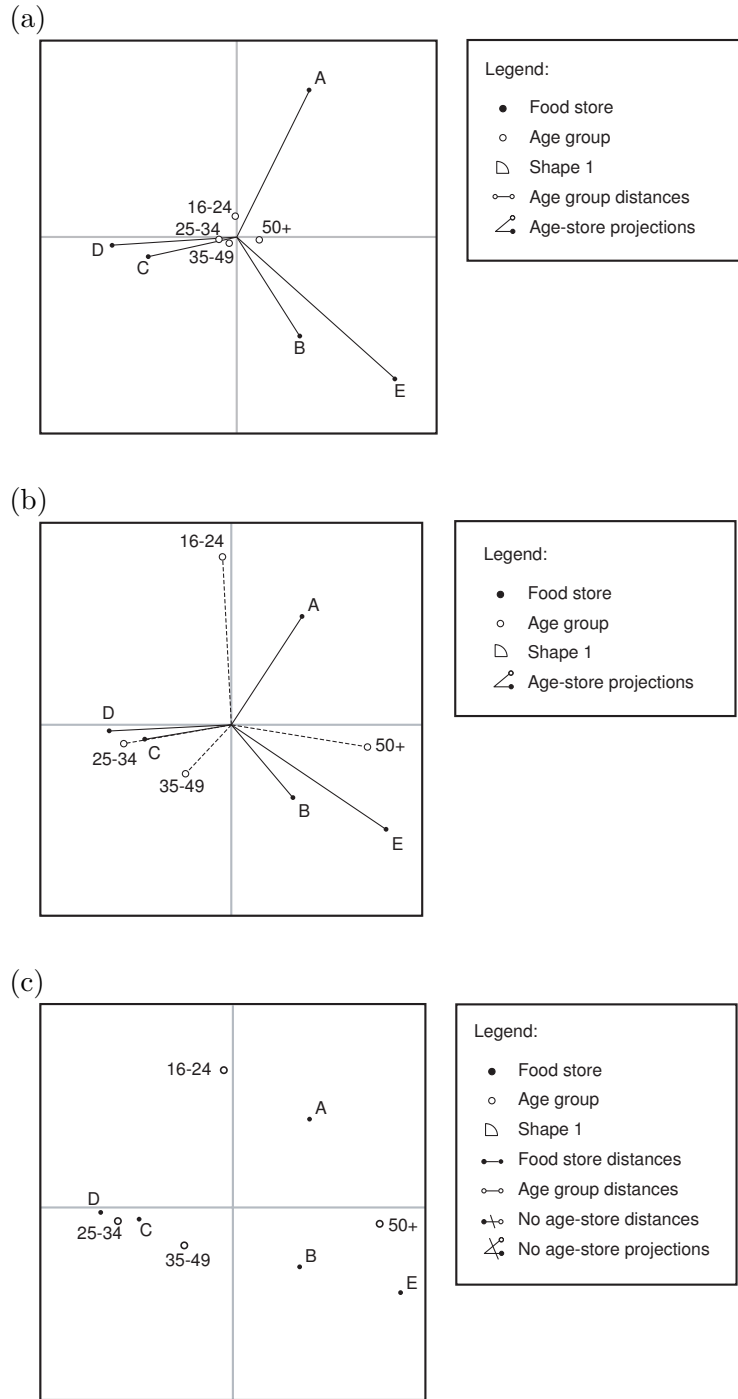 (a)
A
16-24
25-34
50+
D
C
35-49
B
E
Legend:
Food store
Age group
Shape 1
Age group distances
Age-store projections
(b)
16-24
A
D
25-34
C
50+
35-49
B
E
Legend:
Food store
Age group
Shape 1
Age-store projections
(c)
16-24
A
D
25-34
C
50+
35-49
B
E
Legend:
Food store
Age group
Shape 1
Food store distances
Age group distances
No age-store distances
No age-store projections